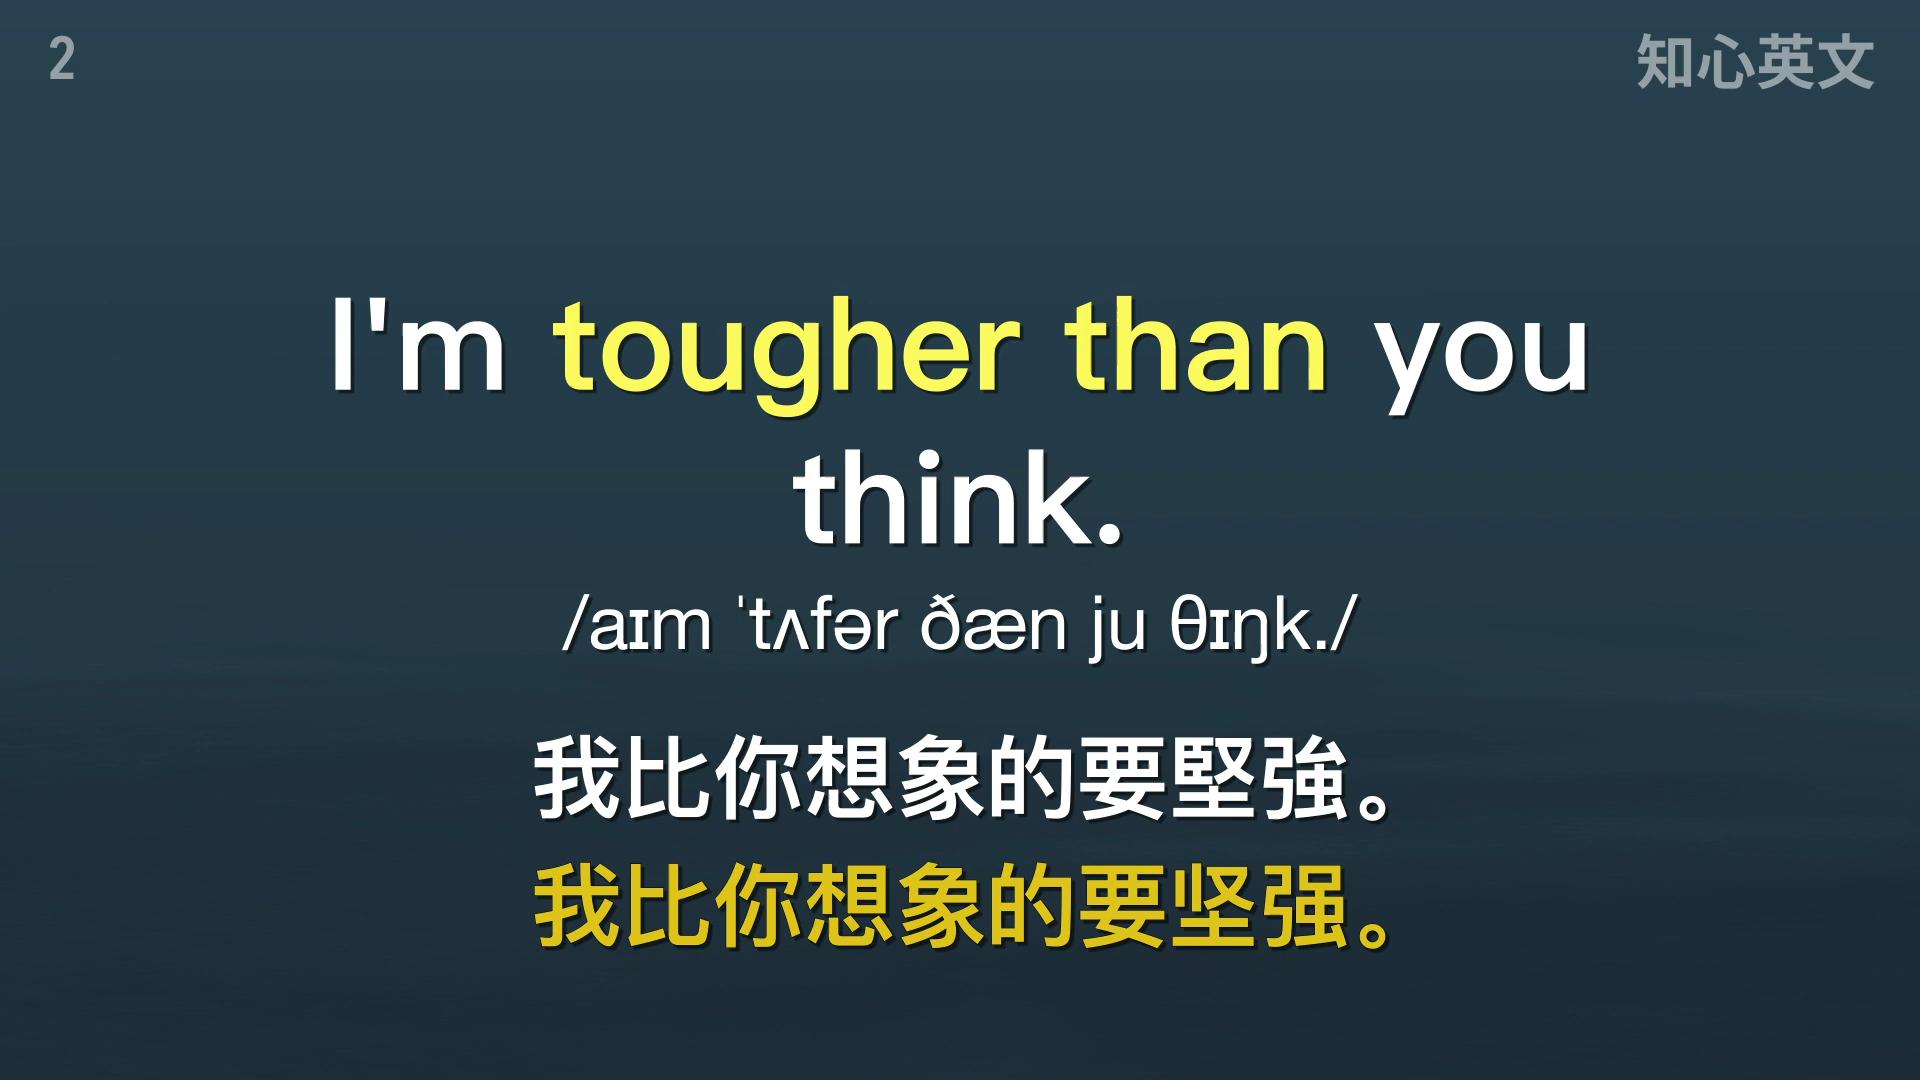 2
知心英文
I'm tougher than you
think.
/aɪm ˈtʌfər ðæn ju θɪŋk./
我比你想象的要堅強。
我比你想象的要坚强。